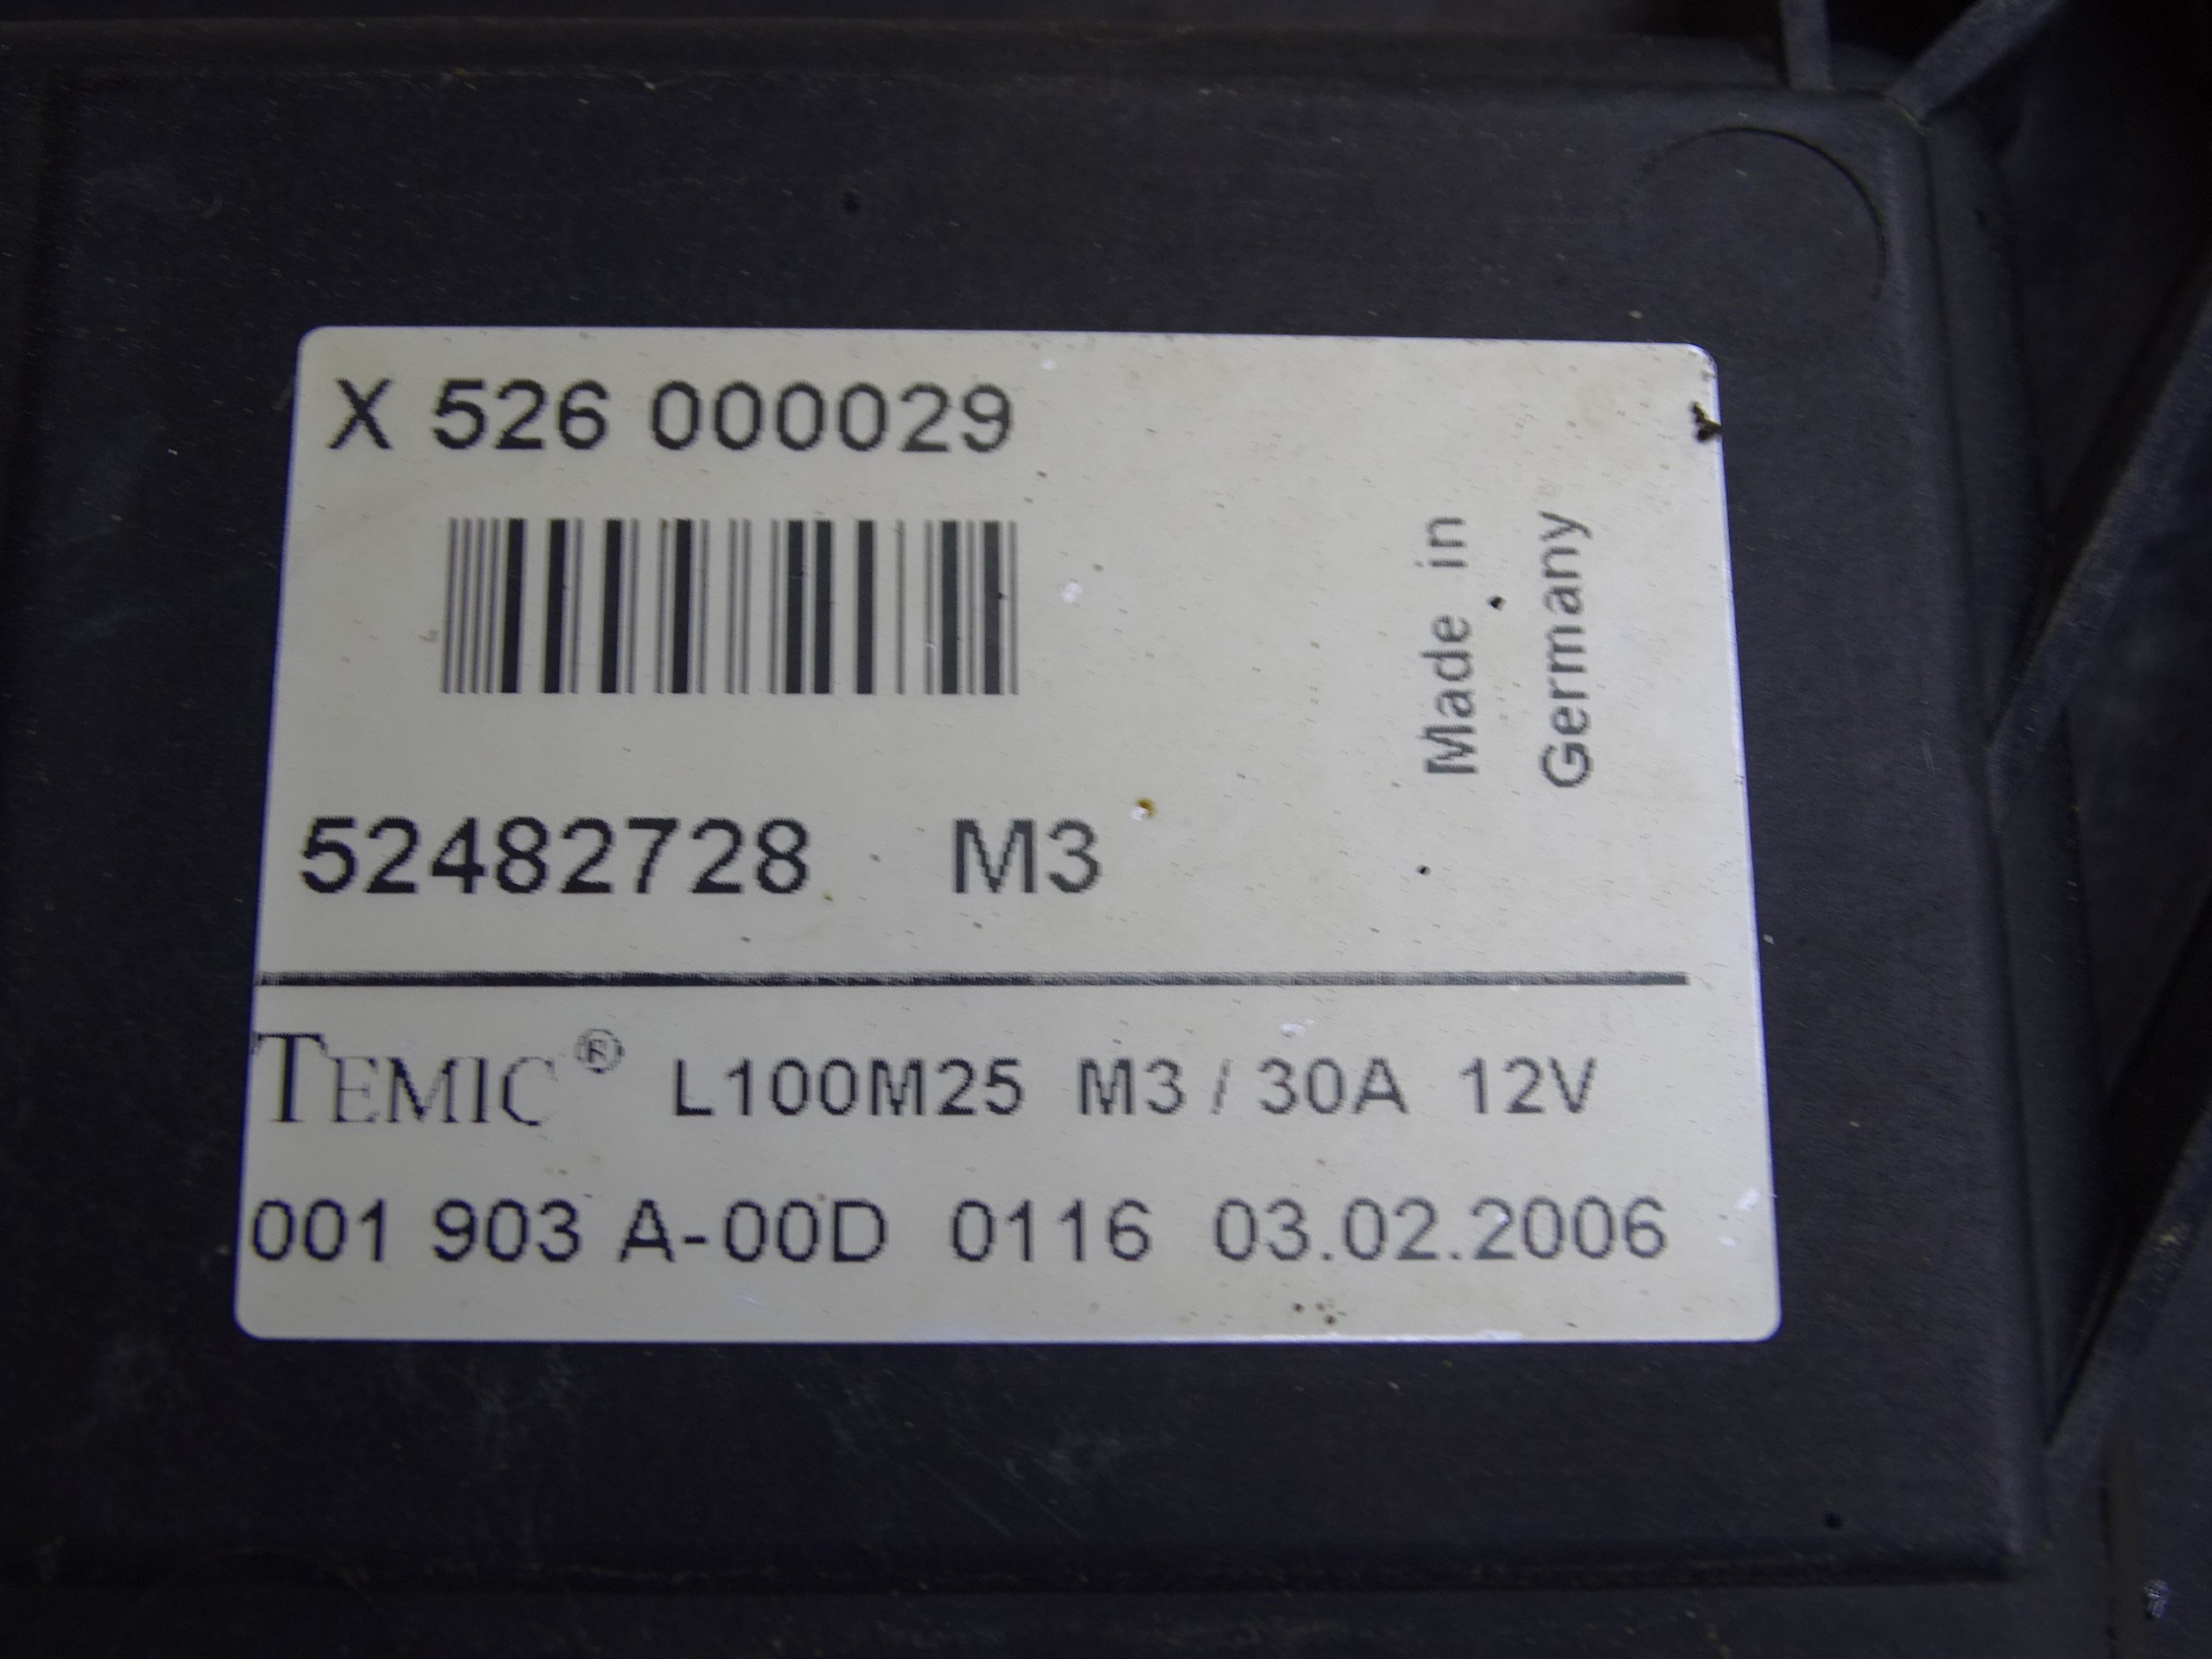 X 526 000029
Made in
Germany
52482728 M3
TEMIC® L100M25 M3 / 30A 12V
001 903 A-00D 0116 03.02.2006